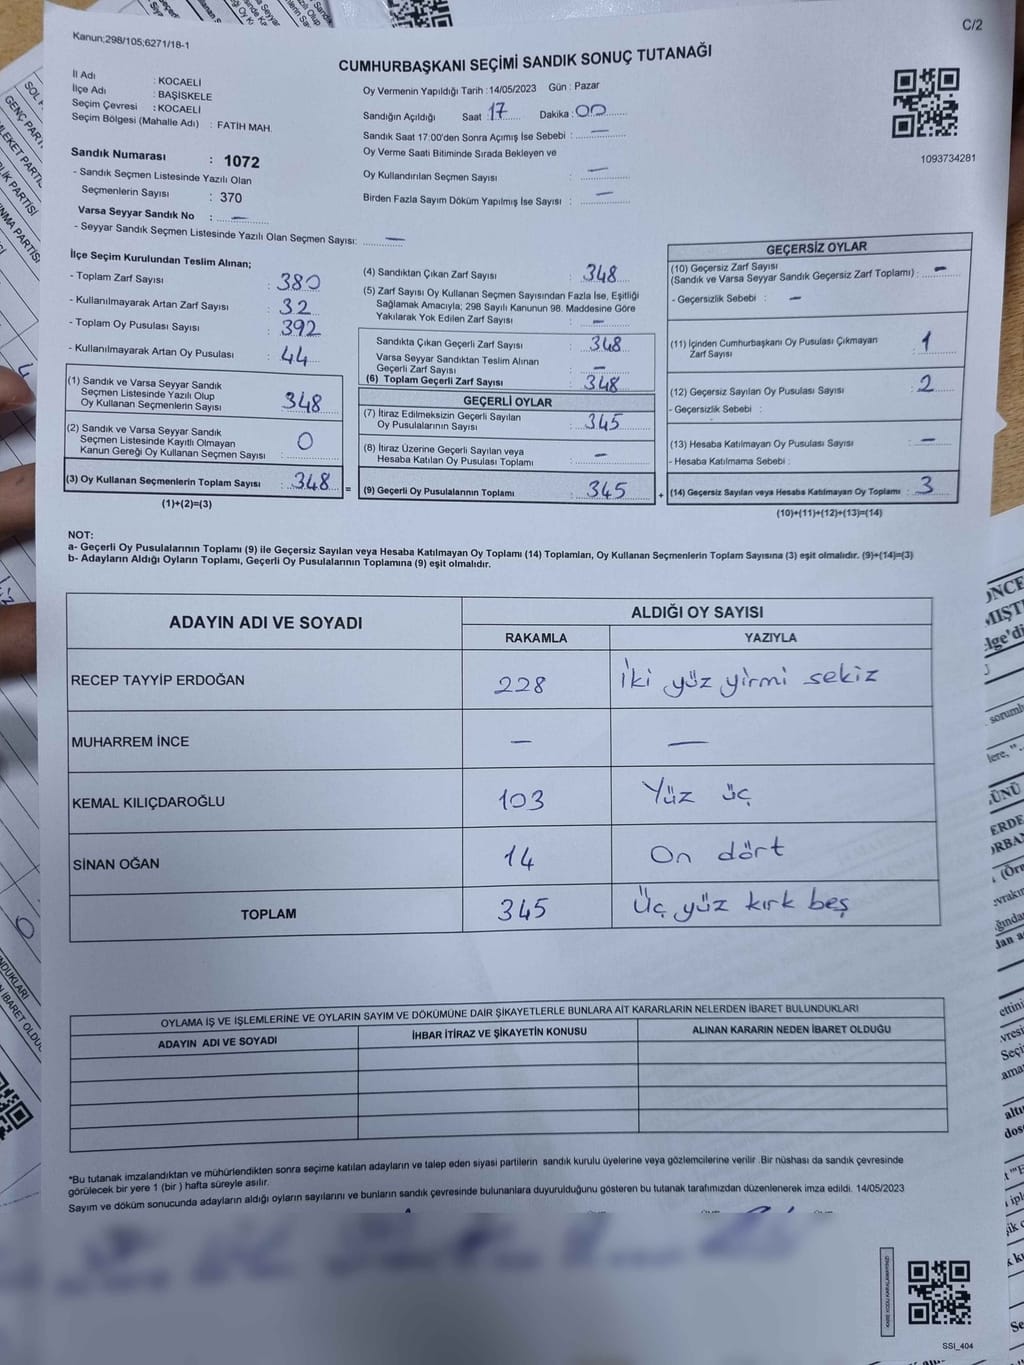 C/2
Kanun;298/105;6271/18-1
CUMHURBAŞKANI SEÇİMİ SANDIK SONUÇ TUTANAĞI
İl Adı : KOCAELİ
İlçe Adı : BAŞİSKELE
Seçim Çevresi : KOCAELİ
Seçim Bölgesi (Mahalle Adı) : FATİH MAH.
Sandık Numarası : 1072
- Sandık Seçmen Listesinde Yazılı Olan
Seçmenlerin Sayısı : 370
Varsa Seyyar Sandık No : —
- Seyyar Sandık Seçmen Listesinde Yazılı Olan Seçmen Sayısı: —
Oy Vermenin Yapıldığı Tarih : 14/05/2023 Gün : Pazar
Sandığın Açıldığı Saat : 17 Dakika : 00
Sandık Saat 17:00'den Sonra Açımış İse Sebebi : —
Oy Verme Saati Bitiminde Sırada Bekleyen ve
Oy Kullandırılan Seçmen Sayısı : —
Birden Fazla Sayım Döküm Yapılmış İse Sayısı : —
1093734281
İlçe Seçim Kurulundan Teslim Alınan;
- Toplam Zarf Sayısı : 380
- Kullanılmayarak Artan Zarf Sayısı : 32
- Toplam Oy Pusulası Sayısı : 392
- Kullanılmayarak Artan Oy Pusulası : 44
(1) Sandık ve Varsa Seyyar Sandık
Seçmen Listesinde Yazılı Olup
Oy Kullanan Seçmenlerin Sayısı : 348
(2) Sandık ve Varsa Seyyar Sandık
Seçmen Listesinde Kayıtlı Olmayan
Kanun Gereği Oy Kullanan Seçmen Sayısı : 0
(3) Oy Kullanan Seçmenlerin Toplam Sayısı : 348 =
(1)+(2)=(3)
(4) Sandıktan Çıkan Zarf Sayısı : 348
(5) Zarf Sayısı Oy Kullanan Seçmen Sayısından Fazla İse, Eşitliği
Sağlamak Amacıyla; 298 Sayılı Kanunun 98. Maddesine Göre
Yakılarak Yok Edilen Zarf Sayısı : —
Sandıkta Çıkan Geçerli Zarf Sayısı : 348
Varsa Seyyar Sandıktan Teslim Alınan
Geçerli Zarf Sayısı : —
(6) Toplam Geçerli Zarf Sayısı : 348
GEÇERLİ OYLAR
(7) İtiraz Edilmeksizin Geçerli Sayılan
Oy Pusulalarının Sayısı : 345
(8) İtiraz Üzerine Geçerli Sayılan veya
Hesaba Katılan Oy Pusulası Toplamı : —
(9) Geçerli Oy Pusulalarının Toplamı : 345 +
GEÇERSİZ OYLAR
(10) Geçersiz Zarf Sayısı
(Sandık ve Varsa Seyyar Sandık Geçersiz Zarf Toplamı) : —
- Geçersizlik Sebebi : —
(11) İçinden Cumhurbaşkanı Oy Pusulası Çıkmayan
Zarf Sayısı : 1
(12) Geçersiz Sayılan Oy Pusulası Sayısı : 2
- Geçersizlik Sebebi :
(13) Hesaba Katılmayan Oy Pusulası Sayısı : —
- Hesaba Katılmama Sebebi :
(14) Geçersiz Sayılan veya Hesaba Katılmayan Oy Toplamı : 3
(10)+(11)+(12)+(13)=(14)
NOT:
a- Geçerli Oy Pusulalarının Toplamı (9) ile Geçersiz Sayılan veya Hesaba Katılmayan Oy Toplamı (14) Toplamları, Oy Kullanan Seçmenlerin Toplam Sayısına (3) eşit olmalıdır. (9)+(14)=(3)
b- Adayların Aldığı Oyların Toplamı, Geçerli Oy Pusulalarının Toplamına (9) eşit olmalıdır.
ADAYIN ADI VE SOYADI
ALDIĞI OY SAYISI
RAKAMLA YAZIYLA
RECEP TAYYİP ERDOĞAN 228 İki yüz yirmi sekiz
MUHARREM İNCE — —
KEMAL KILIÇDAROĞLU 103 Yüz üç
SİNAN OĞAN 14 On dört
TOPLAM 345 Üç yüz kırk beş
OYLAMA İŞ VE İŞLEMLERİNE VE OYLARIN SAYIM VE DÖKÜMÜNE DAİR ŞİKAYETLERLE BUNLARA AİT KARARLARIN NELERDEN İBARET BULUNDUKLARI
ADAYIN ADI VE SOYADI İHBAR İTİRAZ VE ŞİKAYETİN KONUSU ALINAN KARARIN NEDEN İBARET OLDUĞU
*Bu tutanak imzalandıktan ve mühürlendikten sonra seçime katılan adayların ve talep eden siyasi partilerin sandık kurulu üyelerine veya gözlemcilerine verilir .Bir nüshası da sandık çevresinde
görülecek bir yere 1 (bir ) hafta süreyle asılır.
Sayım ve döküm sonucunda adayların aldığı oyların sayılarını ve bunların sandık çevresinde bulunanlara duyurulduğunu gösteren bu tutanak tarafımızdan düzenlenerek imza edildi. 14/05/2023
SSI_404